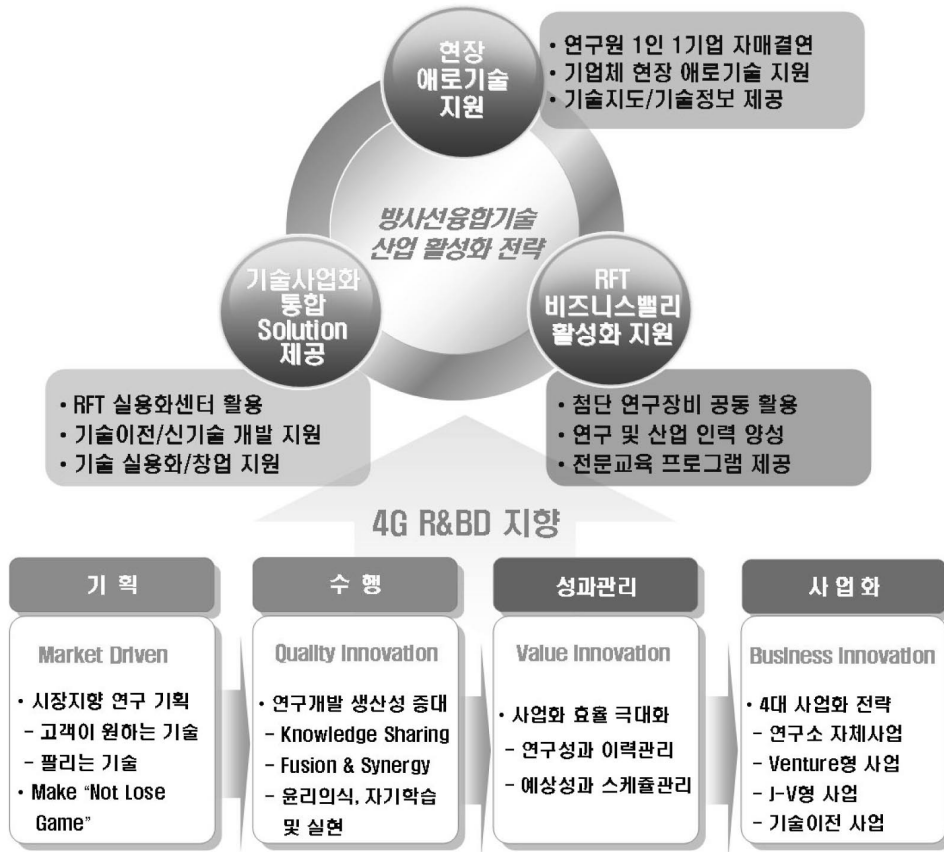 현장
애로기술
지원
• 연구원 1인 1기업 자매결연
• 기업체 현장 애로기술 지원
• 기술지도/기술정보 제공
방사선융합기술
산업 활성화 전략
기술사업화
통합
Solution
제공
RFT
비즈니스밸리
활성화 지원
• RFT 실용화센터 활용
• 기술이전/신기술 개발 지원
• 기술 실용화/창업 지원
• 첨단 연구장비 공동 활용
• 연구 및 산업 인력 양성
• 전문교육 프로그램 제공
4G R&BD 지향
기 획
Market Driven
• 시장지향 연구 기획
– 고객이 원하는 기술
– 팔리는 기술
• Make “Not Lose
Game”
수 행
Quality Innovation
• 연구개발 생산성 증대
– Knowledge Sharing
– Fusion & Synergy
– 윤리의식, 자기학습
및 실현
성과관리
Value Innovation
• 사업화 효율 극대화
– 연구성과 이력관리
– 예상성과 스케쥴관리
사 업 화
Business Innovation
• 4대 사업화 전략
– 연구소 자체사업
– Venture형 사업
– J-V형 사업
– 기술이전 사업